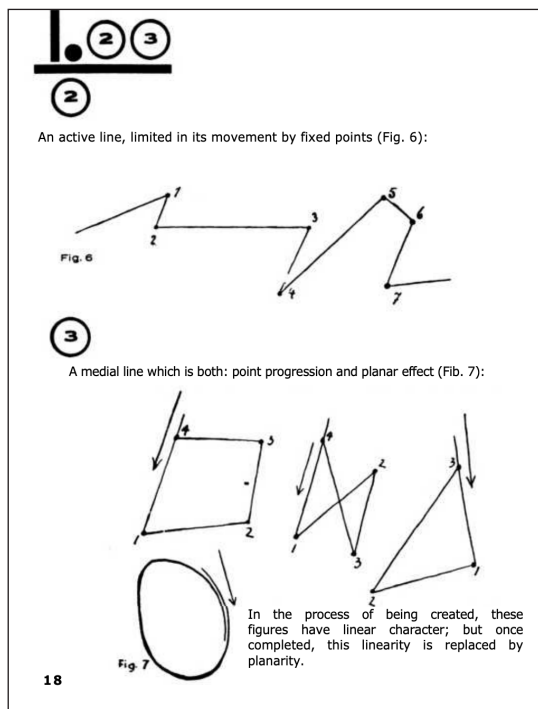 1. 2 3
2
An active line, limited in its movement by fixed points (Fig. 6):
1
2
3
4
5
6
7
Fig. 6
3
A medial line which is both: point progression and planar effect (Fib. 7):
4
3
2
1
4
2
1
3
3
1
2
In the process of being created, these
figures have linear character; but once
completed, this linearity is replaced by
planarity.
Fig. 7
18